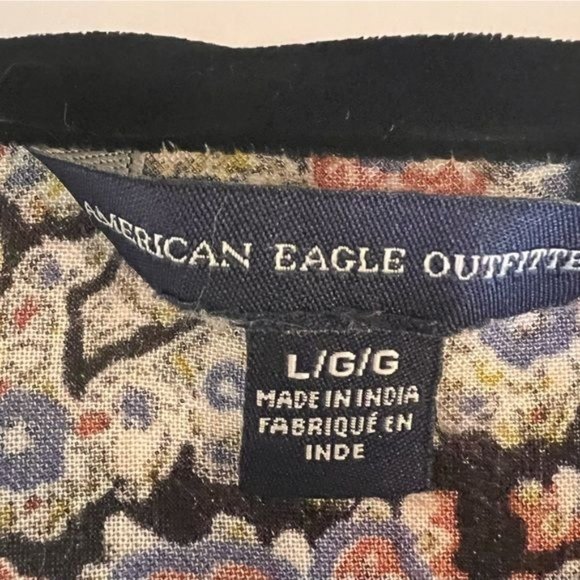 AMERICAN EAGLE OUTFITTE
L/G/G
MADE IN INDIA
FABRIQUÉ EN
INDE